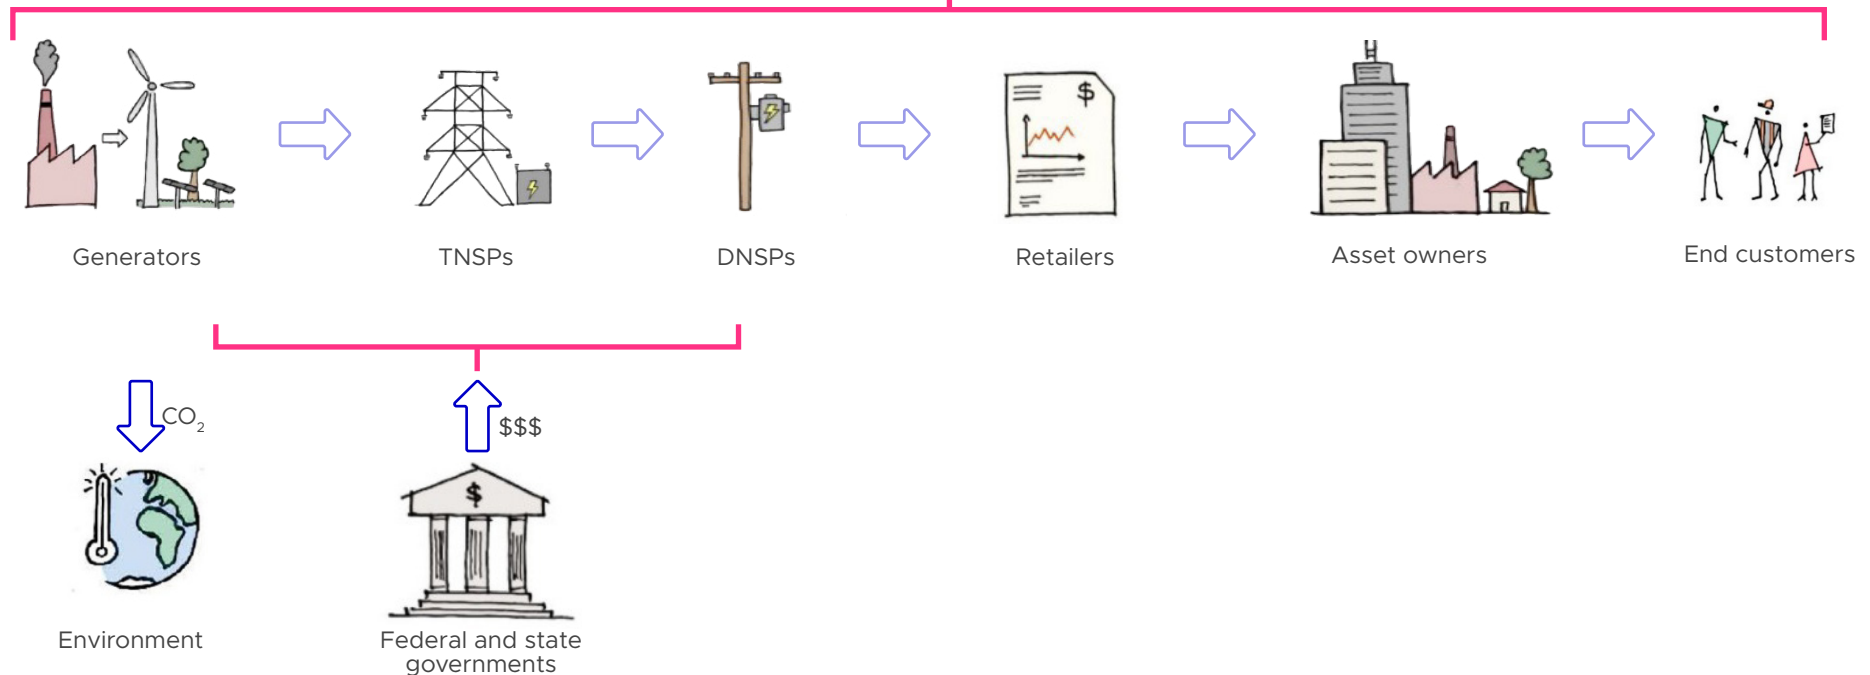 $
Generators
TNSPs
DNSPs
Retailers
Asset owners
End customers
CO₂
$$$
$
Environment
Federal and state
governments